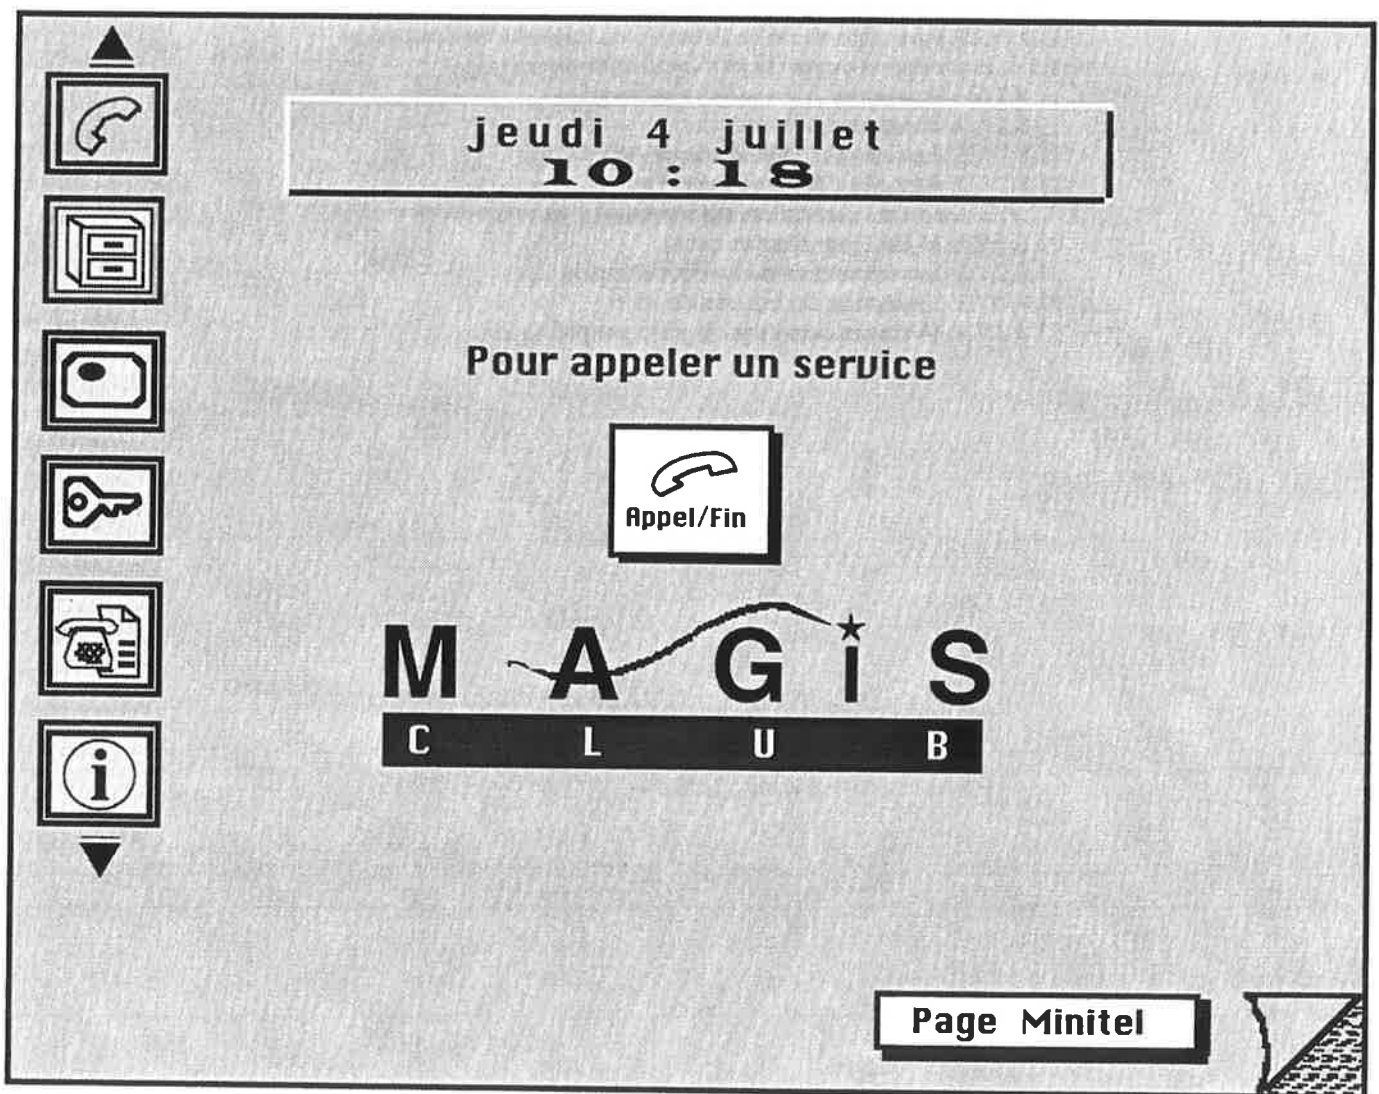 jeudi 4 juillet
10:18
Pour appeler un service
Appel/Fin
MAGiS
CLUB
Page Minitel